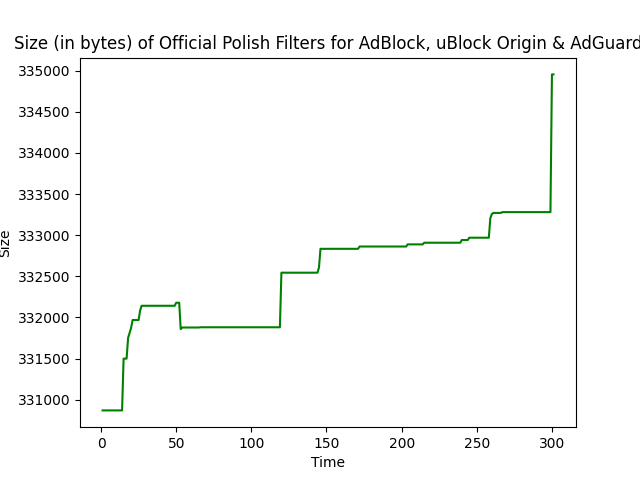 Size (in bytes) of Official Polish Filters for AdBlock, uBlock Origin & AdGuard
335000
334500
334000
333500
333000
332500
332000
331500
331000
Size
0 50 100 150 200 250 300
Time